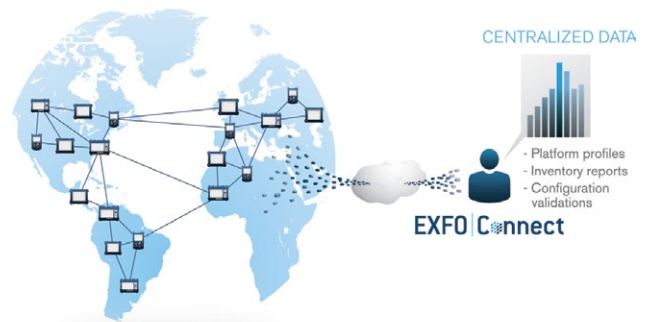 CENTRALIZED DATA
- Platform profiles
- Inventory reports
- Configuration
validations
EXFO Connect